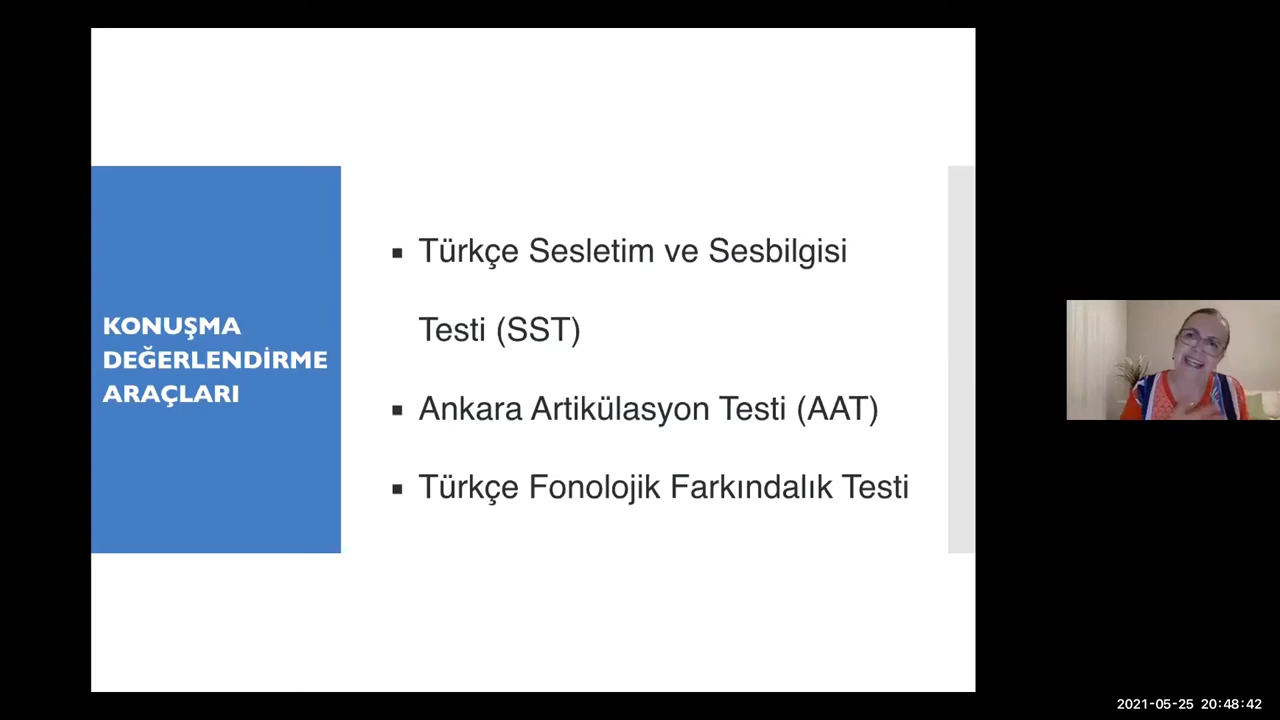 KONUŞMA
DEĞERLENDİRME
ARAÇLARI
▪ Türkçe Sesletim ve Sesbilgisi
Testi (SST)
▪ Ankara Artikülasyon Testi (AAT)
▪ Türkçe Fonolojik Farkındalık Testi
2021-05-25 20:48:42